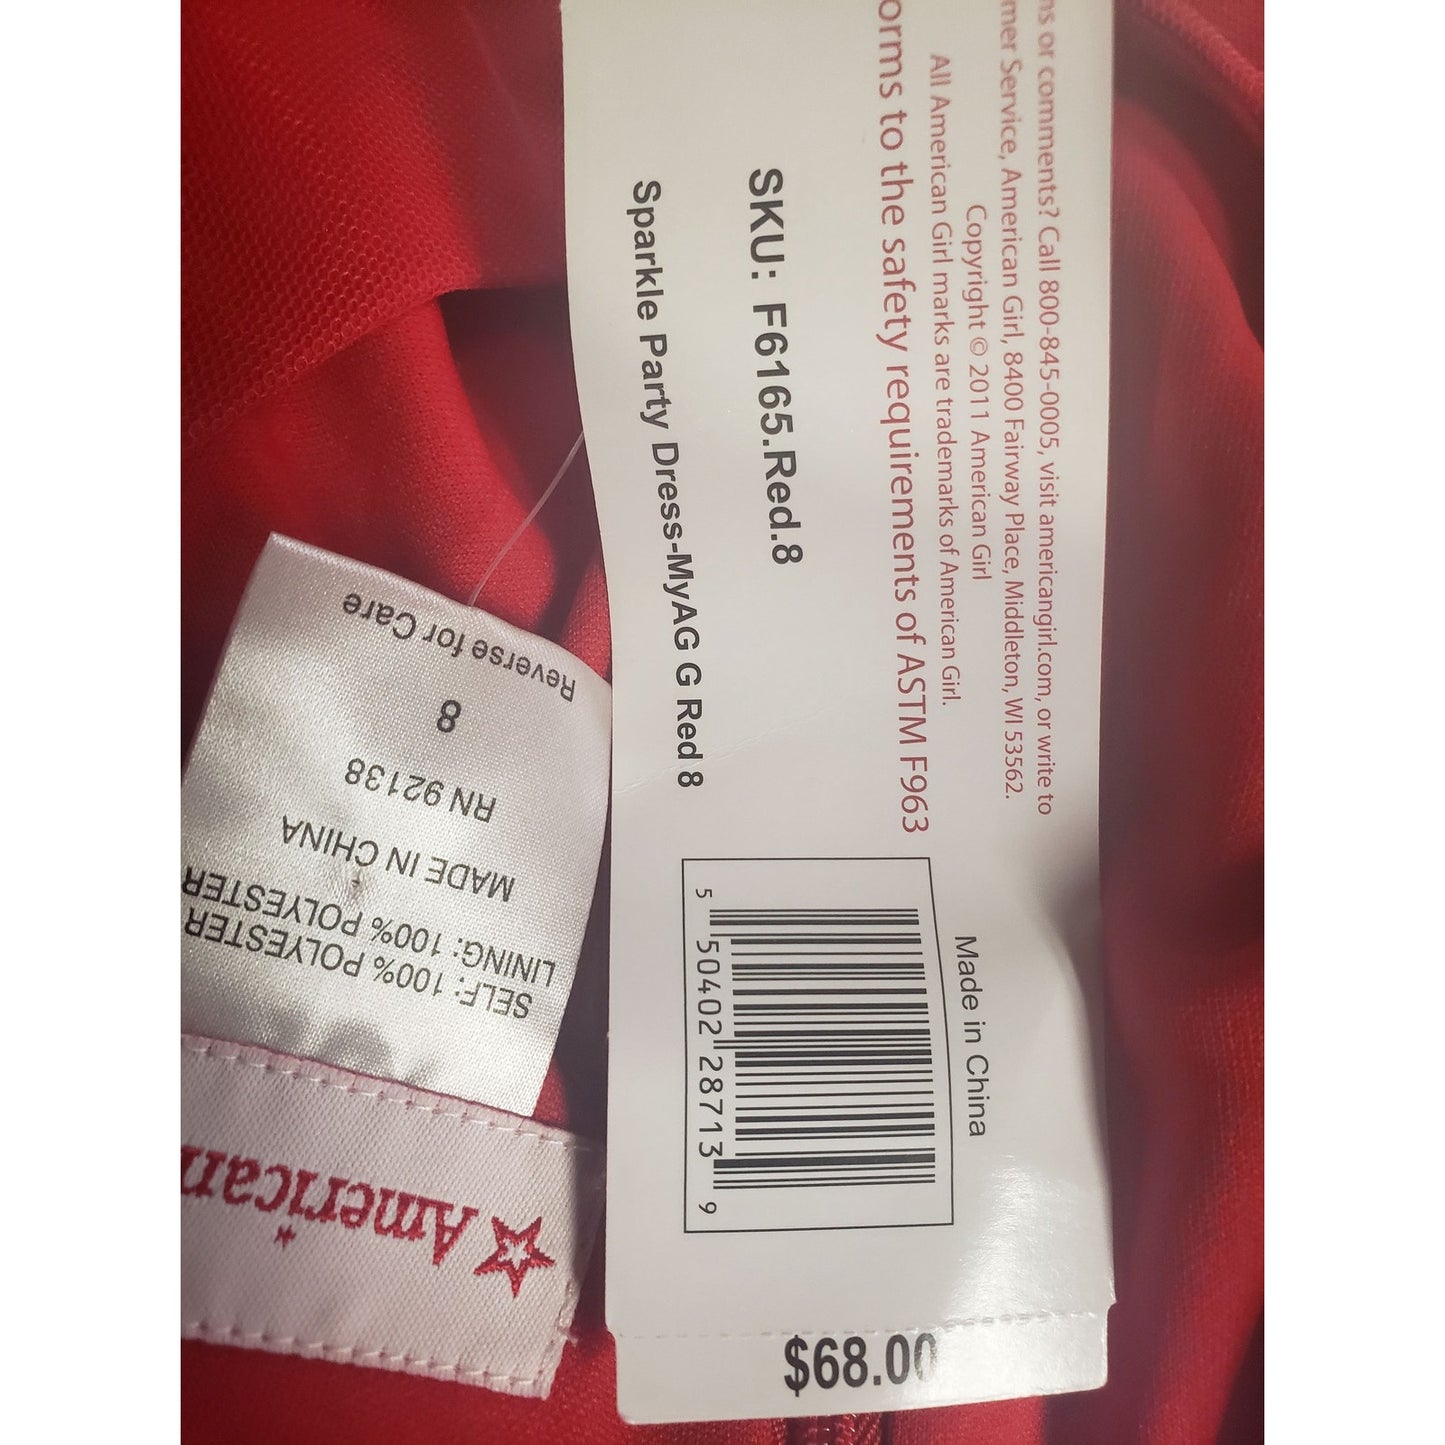 ns or comments? Call 800-845-0005, visit americangirl.com, or write to
mer Service, American Girl, 8400 Fairway Place, Middleton, WI 53562.
Copyright © 2011 American Girl
All American Girl marks are trademarks of American Girl.
orms to the safety requirements of ASTM F963
SKU: F6165.Red.8
Sparkle Party Dress-MyAG G Red 8
Made in China
5 50402 28713 9
$68.00
American
SELF: 100% POLYESTER
LINING: 100% POLYESTER
MADE IN CHINA
RN 92138
8
Reverse for Care